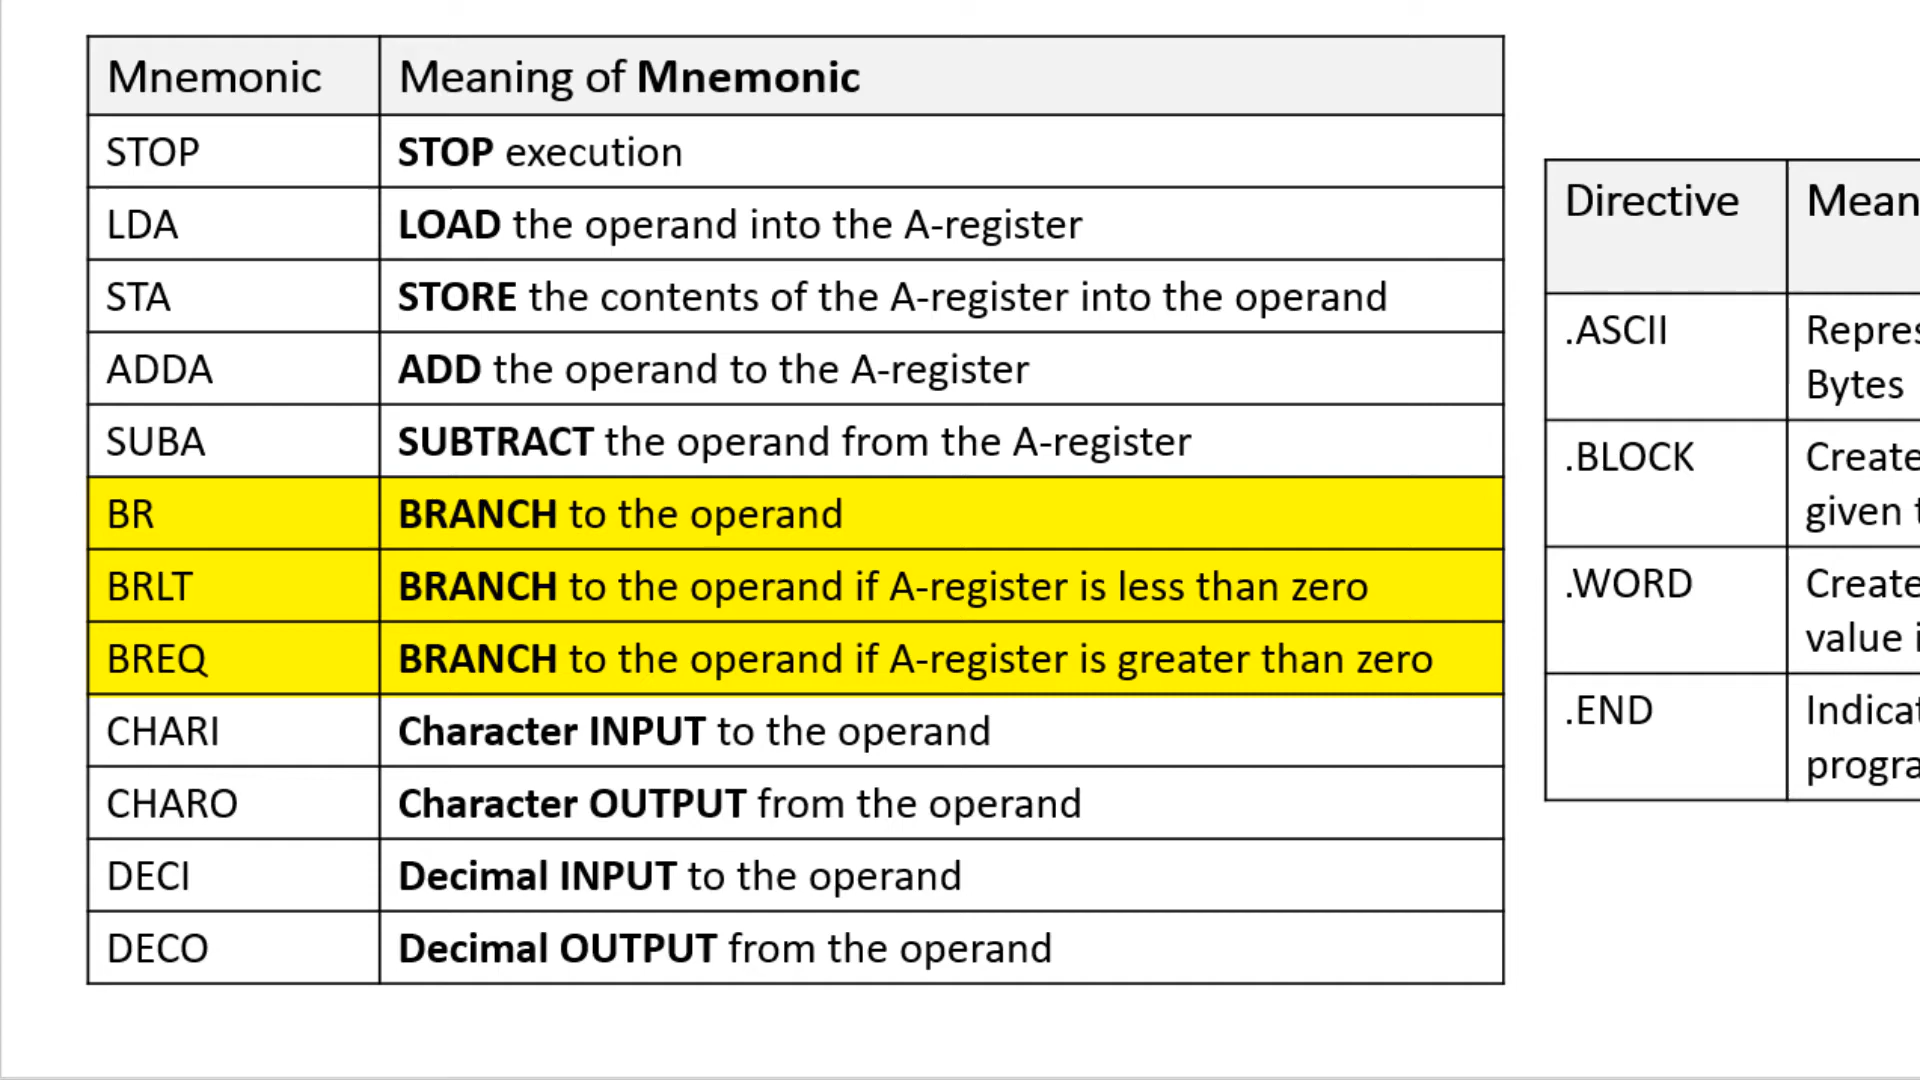 Mnemonic Meaning of Mnemonic
STOP STOP execution
LDA LOAD the operand into the A-register
STA STORE the contents of the A-register into the operand
ADDA ADD the operand to the A-register
SUBA SUBTRACT the operand from the A-register
BR BRANCH to the operand
BRLT BRANCH to the operand if A-register is less than zero
BREQ BRANCH to the operand if A-register is greater than zero
CHARI Character INPUT to the operand
CHARO Character OUTPUT from the operand
DECI Decimal INPUT to the operand
DECO Decimal OUTPUT from the operand
Directive
.ASCII
Bytes
.BLOCK
given
.WORD
value
.END